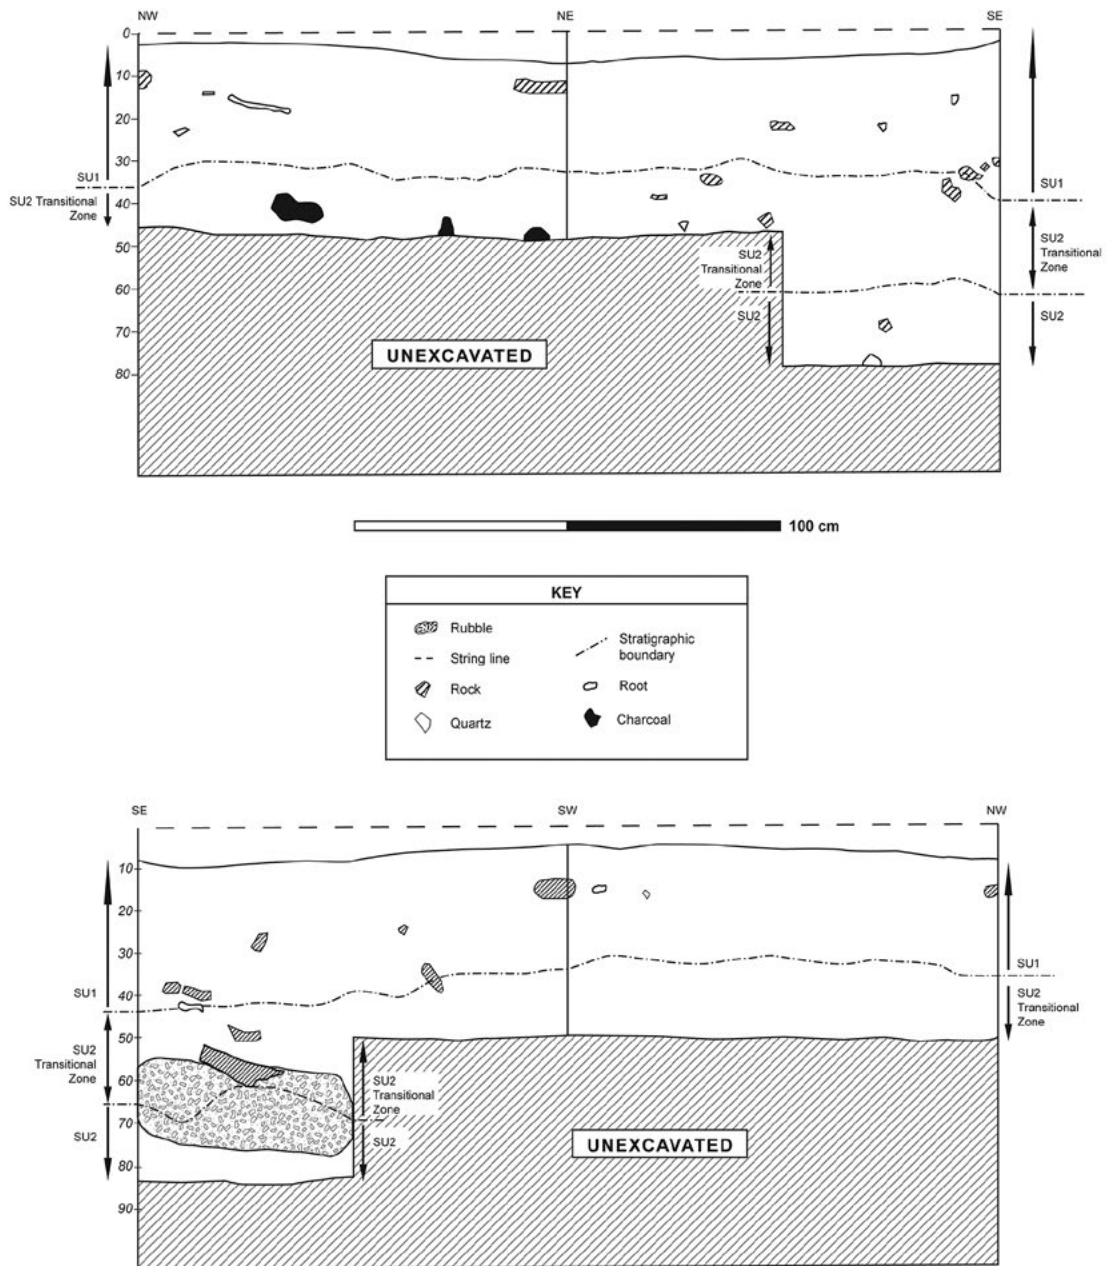 NW
NE
SE
0
10
20
30
40
50
60
70
80
SU1
SU2 Transitional
Zone
SU1
SU2
Transitional
Zone
SU2
SU2
Transitional
Zone
SU2
UNEXCAVATED
100 cm
KEY
Rubble
String line
Rock
Quartz
Stratigraphic
boundary
Root
Charcoal
SE
SW
NW
10
20
30
40
50
60
70
80
90
SU1
SU2
Transitional
Zone
SU2
SU2
Transitional
Zone
SU2
SU1
SU2
Transitional
Zone
UNEXCAVATED